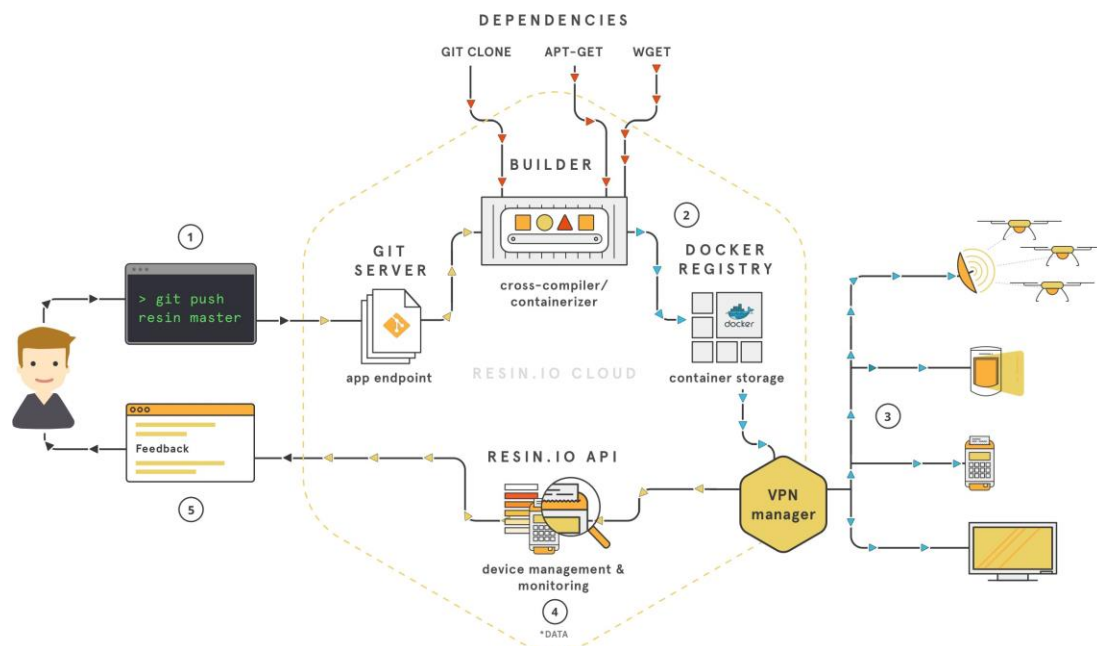 DEPENDENCIES
GIT CLONE
APT-GET
WGET
BUILDER
1
2
GIT
SERVER
DOCKER
REGISTRY
> git push
resin master
cross-compiler/
containerizer
docker
app endpoint
RESIN.IO CLOUD
container storage
3
Feedback
RESIN.IO API
VPN
manager
5
device management &
monitoring
4
*DATA